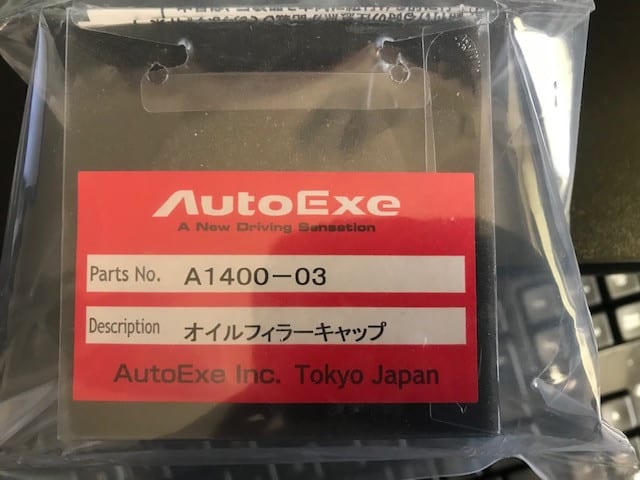 AutoExe
A New Driving Sensation
Parts No. A1400-03
Description オイルフィラーキャップ
AutoExe Inc. Tokyo Japan